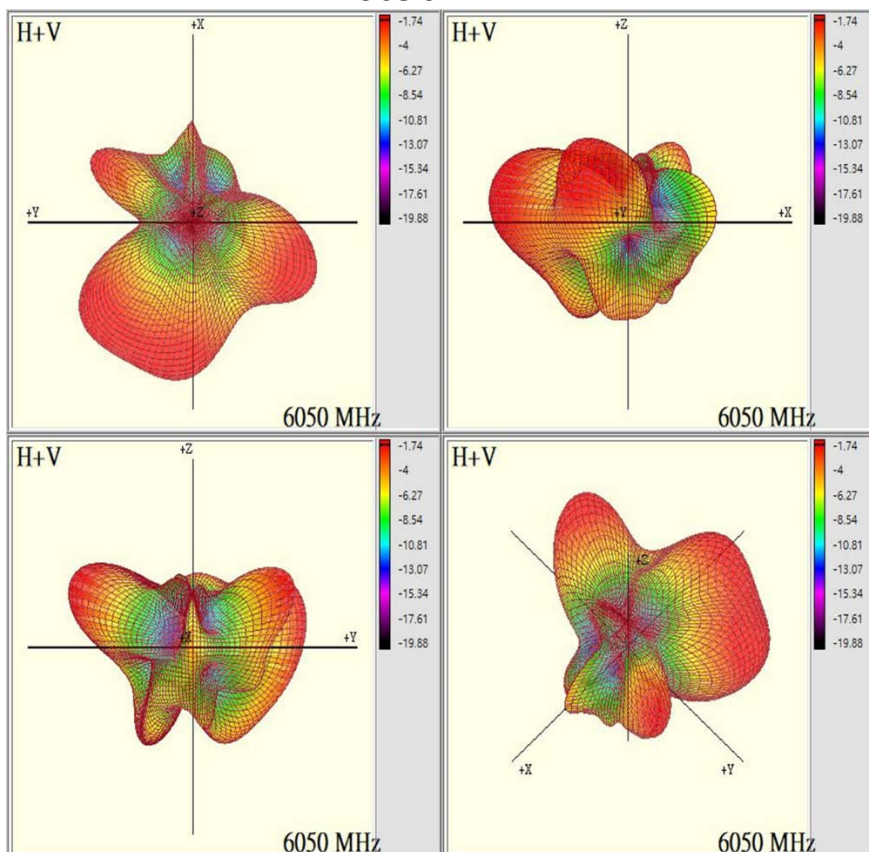 H+V
+X
+Y
+Z
-1.74
-4
-6.27
-8.54
-10.81
-13.07
-15.34
-17.61
-19.88
6050 MHz
H+V
+Z
+Y
+X
-1.74
-4
-6.27
-8.54
-10.81
-13.07
-15.34
-17.61
-19.88
6050 MHz
H+V
+Z
+X
+Y
-1.74
-4
-6.27
-8.54
-10.81
-13.07
-15.34
-17.61
-19.88
6050 MHz
H+V
+Z
+X
+Y
-1.74
-4
-6.27
-8.54
-10.81
-13.07
-15.34
-17.61
-19.88
6050 MHz